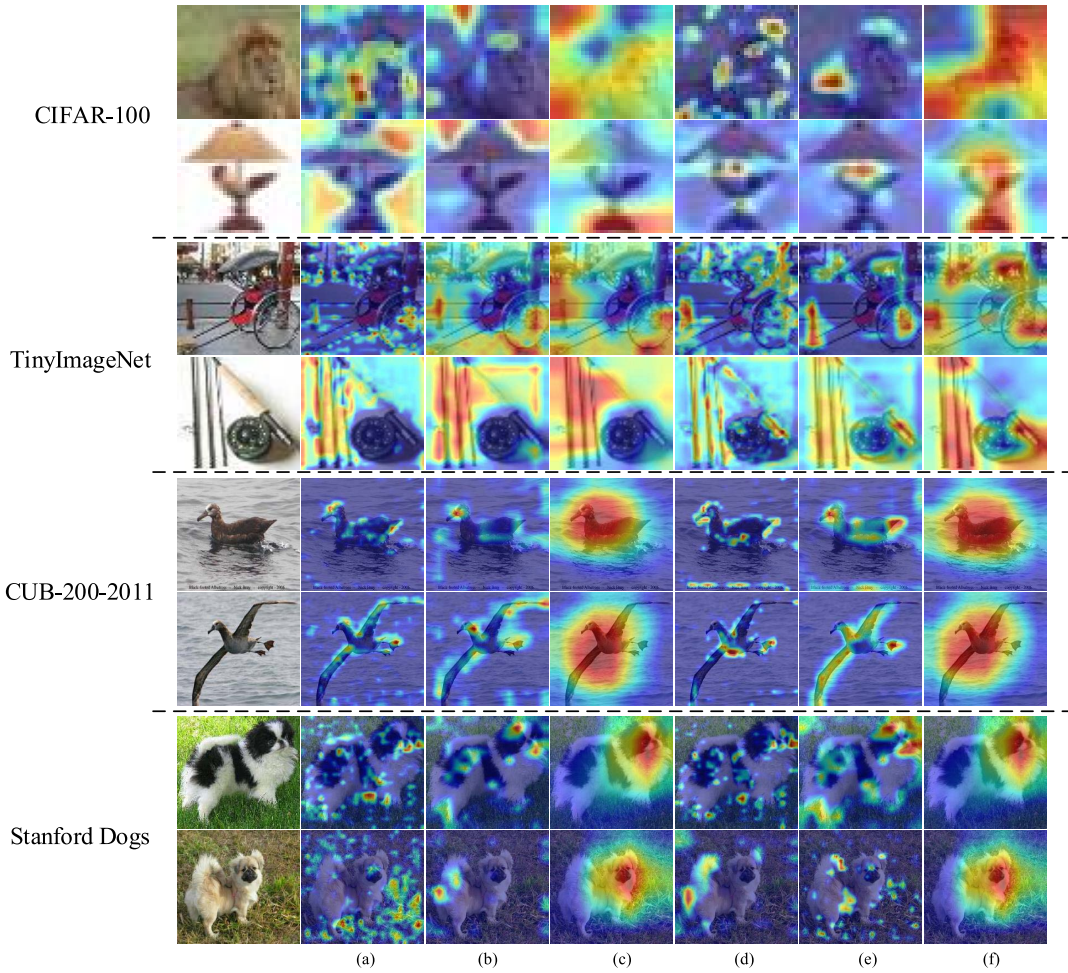 CIFAR-100
TinyImageNet
CUB-200-2011
Stanford Dogs
(a) (b) (c) (d) (e) (f)